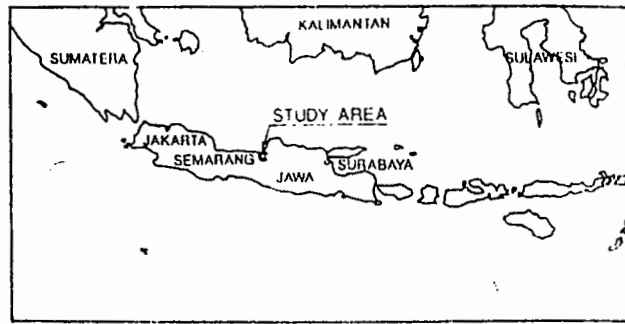 KALIMANTAN
SUMATERA
SULAWESI
STUDY AREA
JAKARTA
SEMARANG
SURABAYA
JAWA